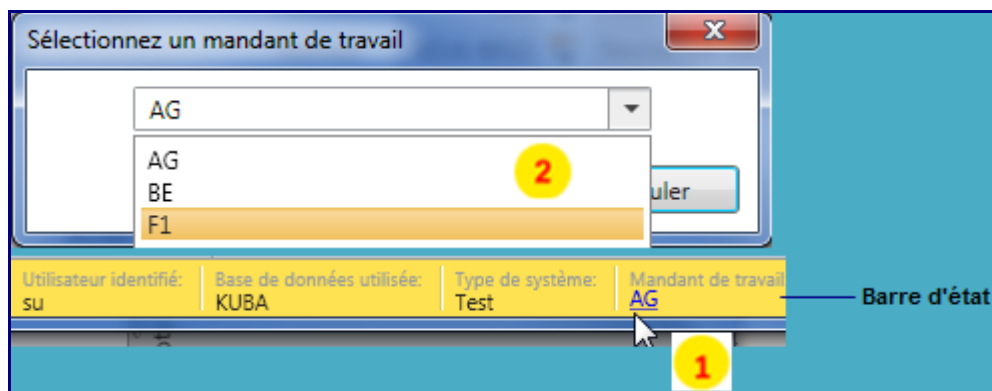 Sélectionnez un mandant de travail
AG
AG
BE
2
uler
F1
Utilisateur identifié: Base de données utilisée: Type de système: Mandant de travail
su KUBA Test AG
Barre d'état
1